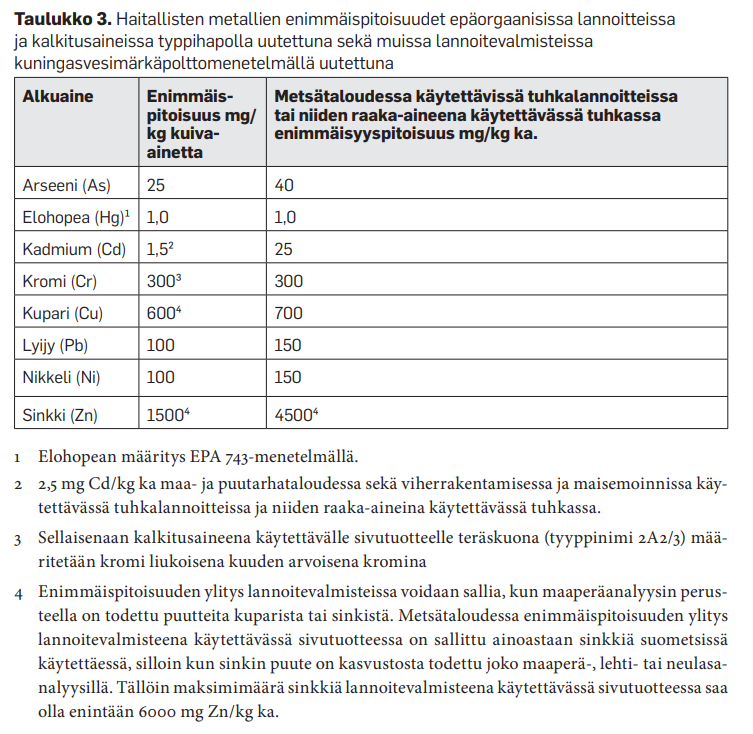 Taulukko 3. Haitallisten metallien enimmäispitoisuudet epäorgaanisissa lannoitteissa
ja kalkitusaineissa typpihapolla uutettuna sekä muissa lannoitevalmisteissa
kuningasvesimärkäpolttomenetelmällä uutettuna
Alkuaine
Enimmäis-
pitoisuus mg/
kg kuiva-
ainetta
Metsätaloudessa käytettävissä tuhkalannoitteissa
tai niiden raaka-aineena käytettävässä tuhkassa
enimmäisyyspitoisuus mg/kg ka.
Arseeni (As) 25 40
Elohopea (Hg)¹ 1,0 1,0
Kadmium (Cd) 1,5² 25
Kromi (Cr) 300³ 300
Kupari (Cu) 600⁴ 700
Lyijy (Pb) 100 150
Nikkeli (Ni) 100 150
Sinkki (Zn) 1500⁴ 4500⁴
1 Elohopean määritys EPA 743-menetelmällä.
2 2,5 mg Cd/kg ka maa- ja puutarhataloudessa sekä viherrakentamisessa ja maisemoinnissa käy-
tettävässä tuhkalannoitteissa ja niiden raaka-aineina käytettävässä tuhkassa.
3 Sellaisenaan kalkitusaineena käytettävälle sivutuotteelle teräskuona (tyyppinimi 2A2/3) mää-
ritetään kromi liukoisena kuuden arvoisena kromina
4 Enimmäispitoisuuden ylitys lannoitevalmisteissa voidaan sallia, kun maaperäanalyysin perus-
teella on todettu puutteita kuparista tai sinkistä. Metsätaloudessa enimmäispitoisuuden ylitys
lannoitevalmisteena käytettävässä sivutuotteessa on sallittu ainoastaan sinkkiä suometsissä
käytettäessä, silloin kun sinkin puute on kasvustosta todettu joko maaperä-, lehti- tai neulasa-
nalyysillä. Tällöin maksimimäärä sinkkiä lannoitevalmisteena käytettävässä sivutuotteessa saa
olla enintään 6000 mg Zn/kg ka.